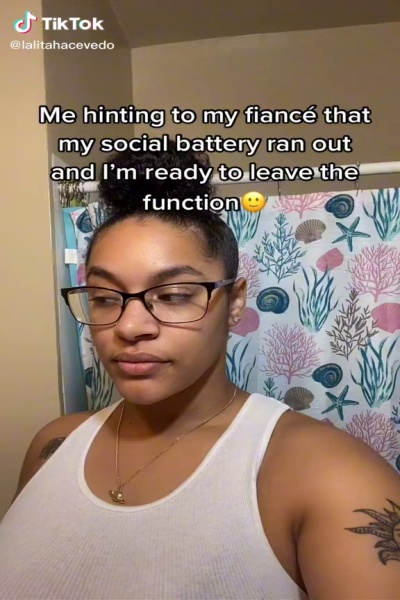 TikTok
@lalitahacevedo
Me hinting to my fiancé that
my social battery ran out
and I'm ready to leave the
function🙂